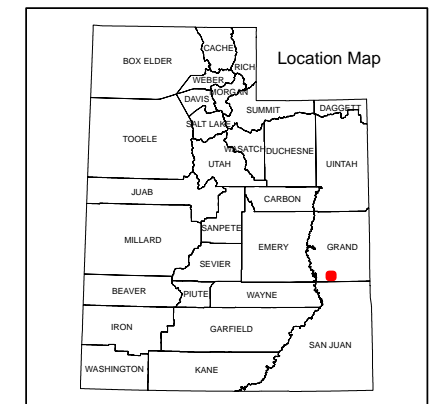 Location Map
CACHE
BOX ELDER
RICH
WEBER
MORGAN
DAVIS
SUMMIT
DAGGETT
SALT LAKE
TOOELE
WASATCH
DUCHESNE
UTAH
UINTAH
JUAB
CARBON
SANPETE
MILLARD
EMERY
GRAND
SEVIER
BEAVER
PIUTE
WAYNE
IRON
GARFIELD
SAN JUAN
WASHINGTON
KANE